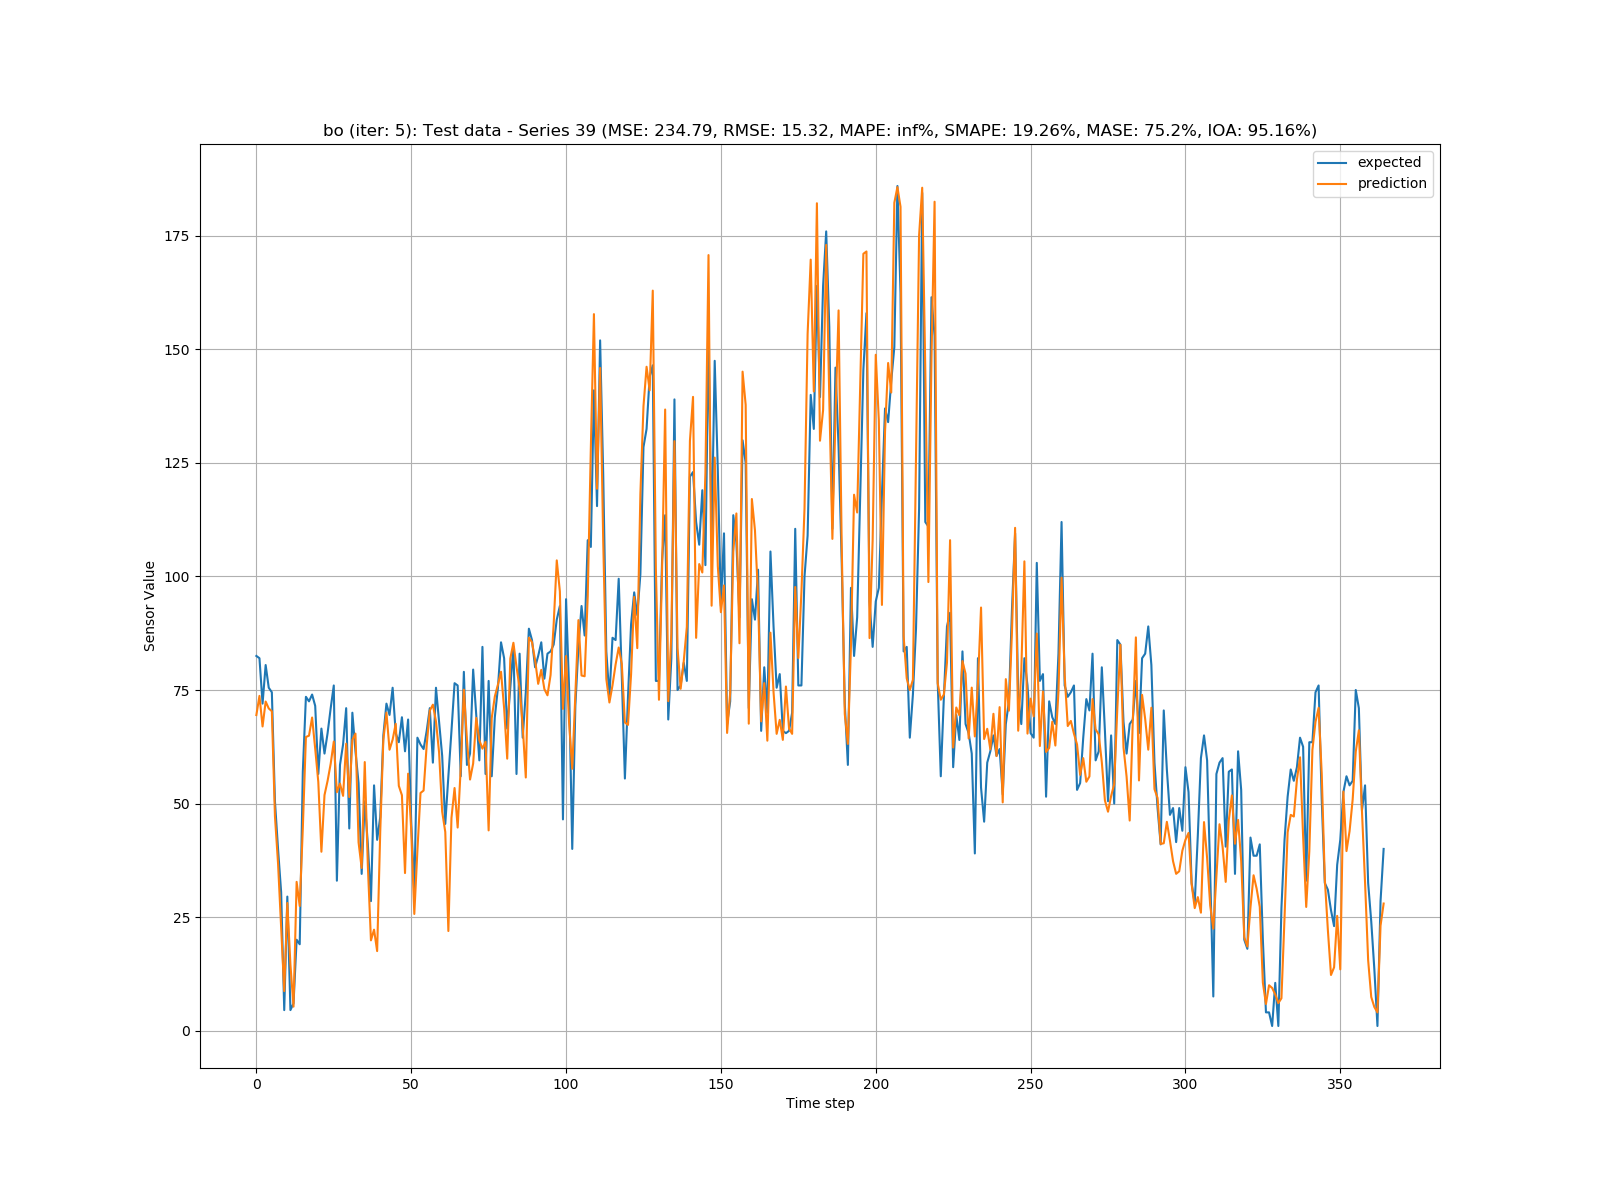 bo (iter: 5): Test data - Series 39 (MSE: 234.79, RMSE: 15.32, MAPE: inf%, SMAPE: 19.26%, MASE: 75.2%, IOA: 95.16%)
expected
prediction
175
150
125
100
75
50
25
0
Sensor Value
0 50 100 150 200 250 300 350
Time step